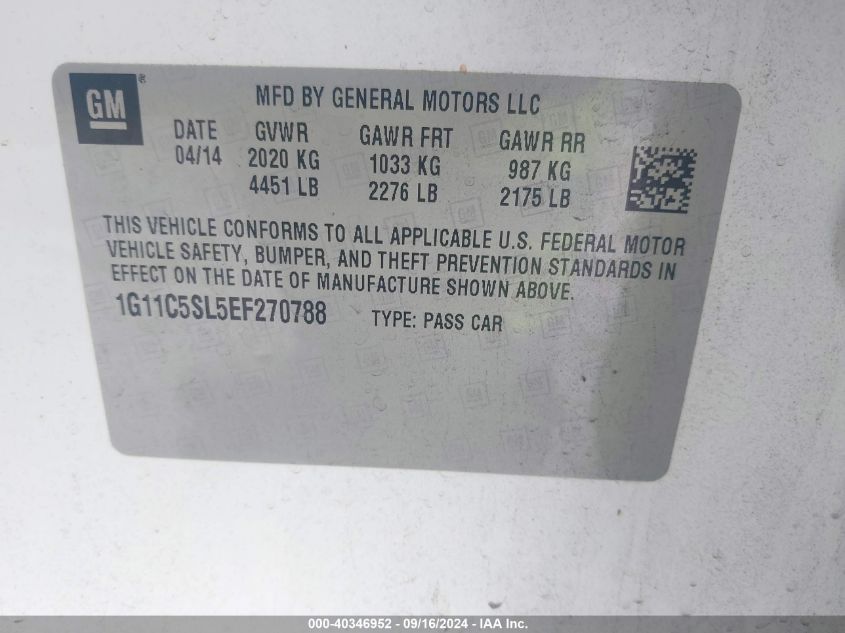 GM ®
MFD BY GENERAL MOTORS LLC
DATE GVWR GAWR FRT GAWR RR
04/14 2020 KG 1033 KG 987 KG
4451 LB 2276 LB 2175 LB
THIS VEHICLE CONFORMS TO ALL APPLICABLE U.S. FEDERAL MOTOR
VEHICLE SAFETY, BUMPER, AND THEFT PREVENTION STANDARDS IN
EFFECT ON THE DATE OF MANUFACTURE SHOWN ABOVE.
1G11C5SL5EF270788 TYPE: PASS CAR
000-40346952 - 09/16/2024 - IAA Inc.